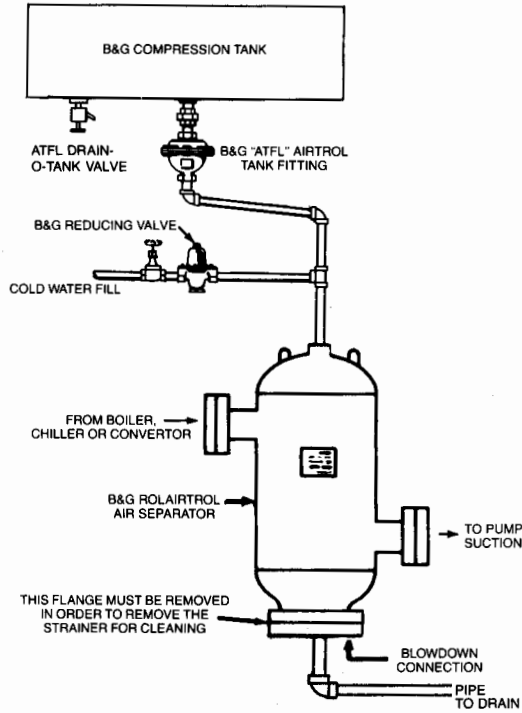 B&G COMPRESSION TANK
ATFL DRAIN-
O-TANK VALVE
B&G "ATFL" AIRTROL
TANK FITTING
B&G REDUCING VALVE
COLD WATER FILL
FROM BOILER,
CHILLER OR CONVERTOR
B&G ROLAIRTROL
AIR SEPARATOR
TO PUMP
SUCTION
THIS FLANGE MUST BE REMOVED
IN ORDER TO REMOVE THE
STRAINER FOR CLEANING
BLOWDOWN
CONNECTION
PIPE
TO DRAIN